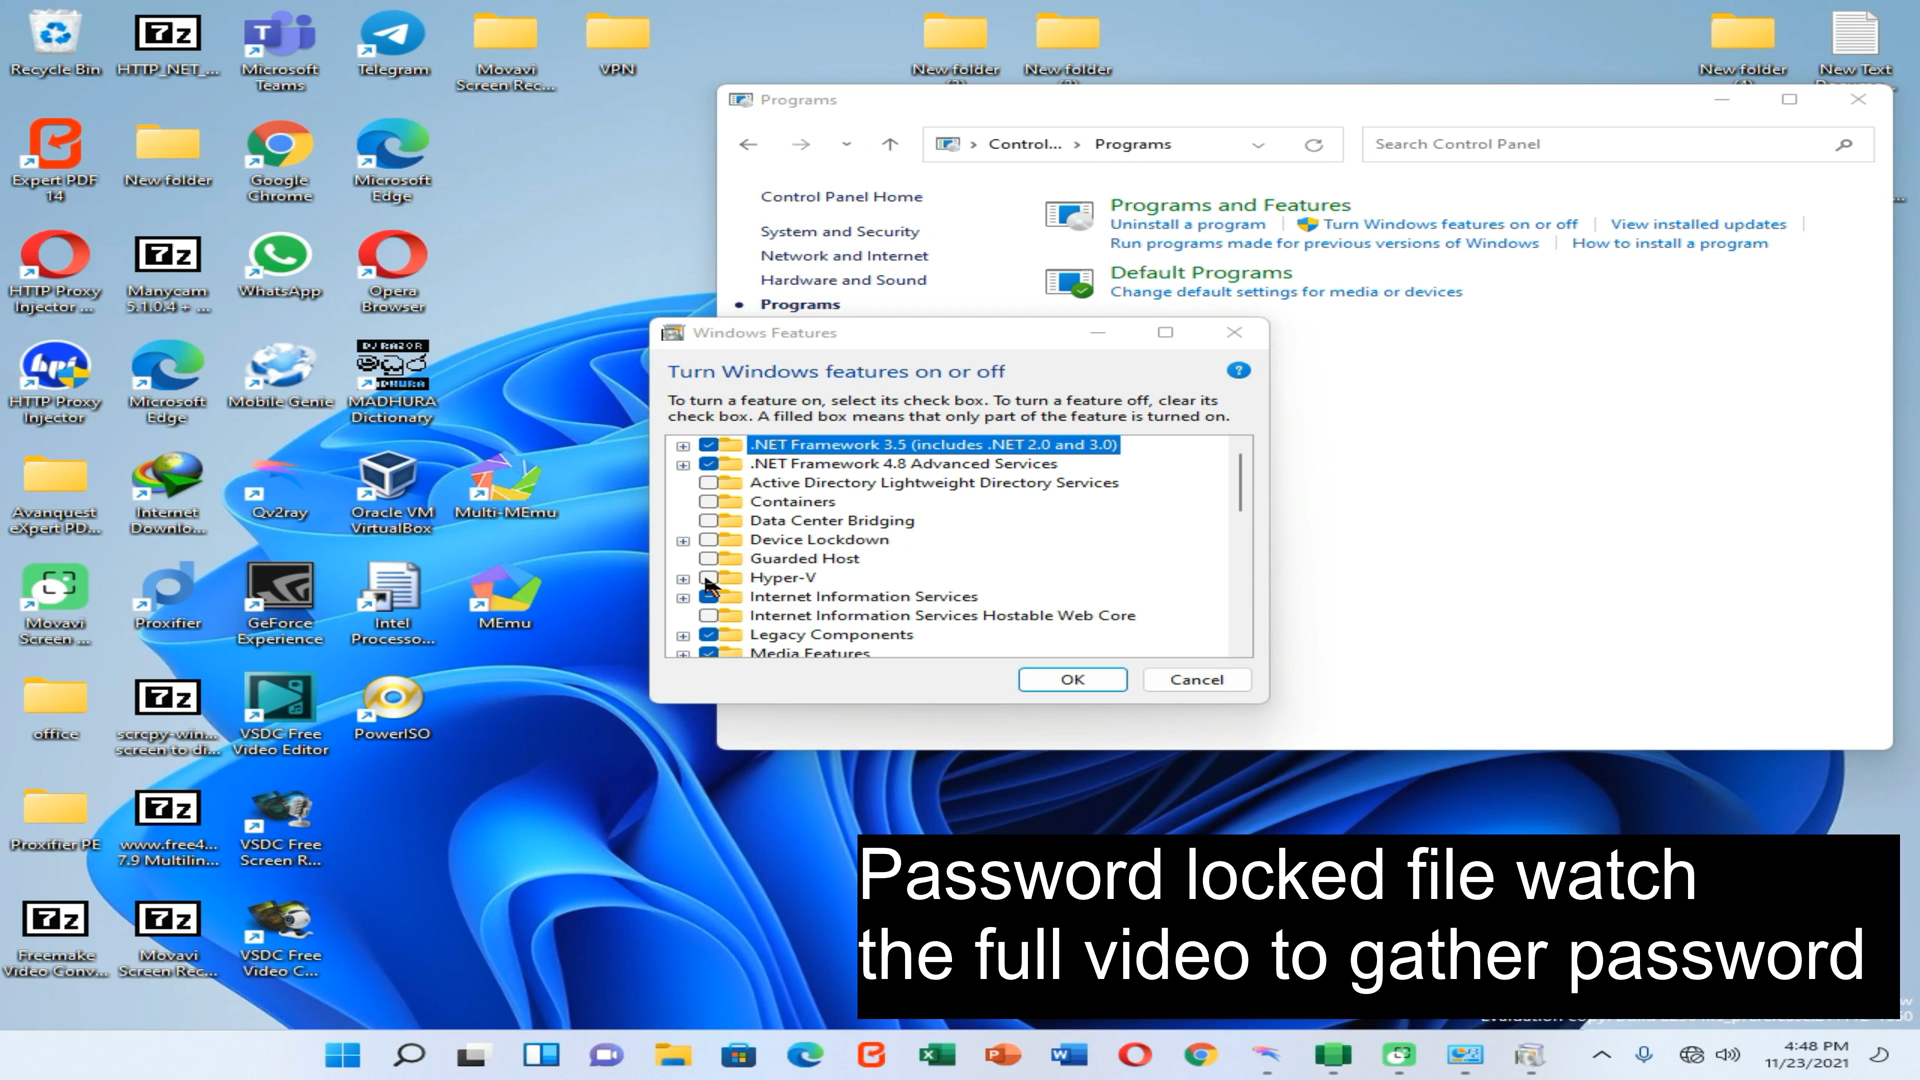 Recycle Bin
HTTP_NET_...
Microsoft
Teams
Telegram
Movavi
Screen Rec...
VPN
New folder
New folder
New folder
New Text
Expert PDF
14
New folder
Google
Chrome
Microsoft
Edge
HTTP Proxy
Injector ...
Manycam
5.1.0.4 + ...
WhatsApp
Opera
Browser
HTTP Proxy
Injector
Microsoft
Edge
Mobile Genie
DJ RAZOR
MADHURA
MADHURA
Dictionary
Avanquest
eXpert PD...
Internet
Downlo...
Qv2ray
Oracle VM
VirtualBox
Multi-MEmu
Movavi
Screen ...
Proxifier
GeForce
Experience
Intel
Processo...
MEmu
office
scrcpy-win...
screen to di...
VSDC Free
Video Editor
PowerISO
Proxifier PE
www.free4...
7.9 Multilin...
VSDC Free
Screen R...
Freemake
Video Conv...
Movavi
Screen Rec...
VSDC Free
Video C...
Programs
Control... > Programs
Search Control Panel
Control Panel Home
System and Security
Network and Internet
Hardware and Sound
Programs
Programs and Features
Uninstall a program
Turn Windows features on or off
View installed updates
Run programs made for previous versions of Windows
How to install a program
Default Programs
Change default settings for media or devices
Windows Features
Turn Windows features on or off
To turn a feature on, select its check box. To turn a feature off, clear its
check box. A filled box means that only part of the feature is turned on.
.NET Framework 3.5 (includes .NET 2.0 and 3.0)
.NET Framework 4.8 Advanced Services
Active Directory Lightweight Directory Services
Containers
Data Center Bridging
Device Lockdown
Guarded Host
Hyper-V
Internet Information Services
Internet Information Services Hostable Web Core
Legacy Components
Media Features
OK
Cancel
Password locked file watch
the full video to gather password
4:48 PM
11/23/2021